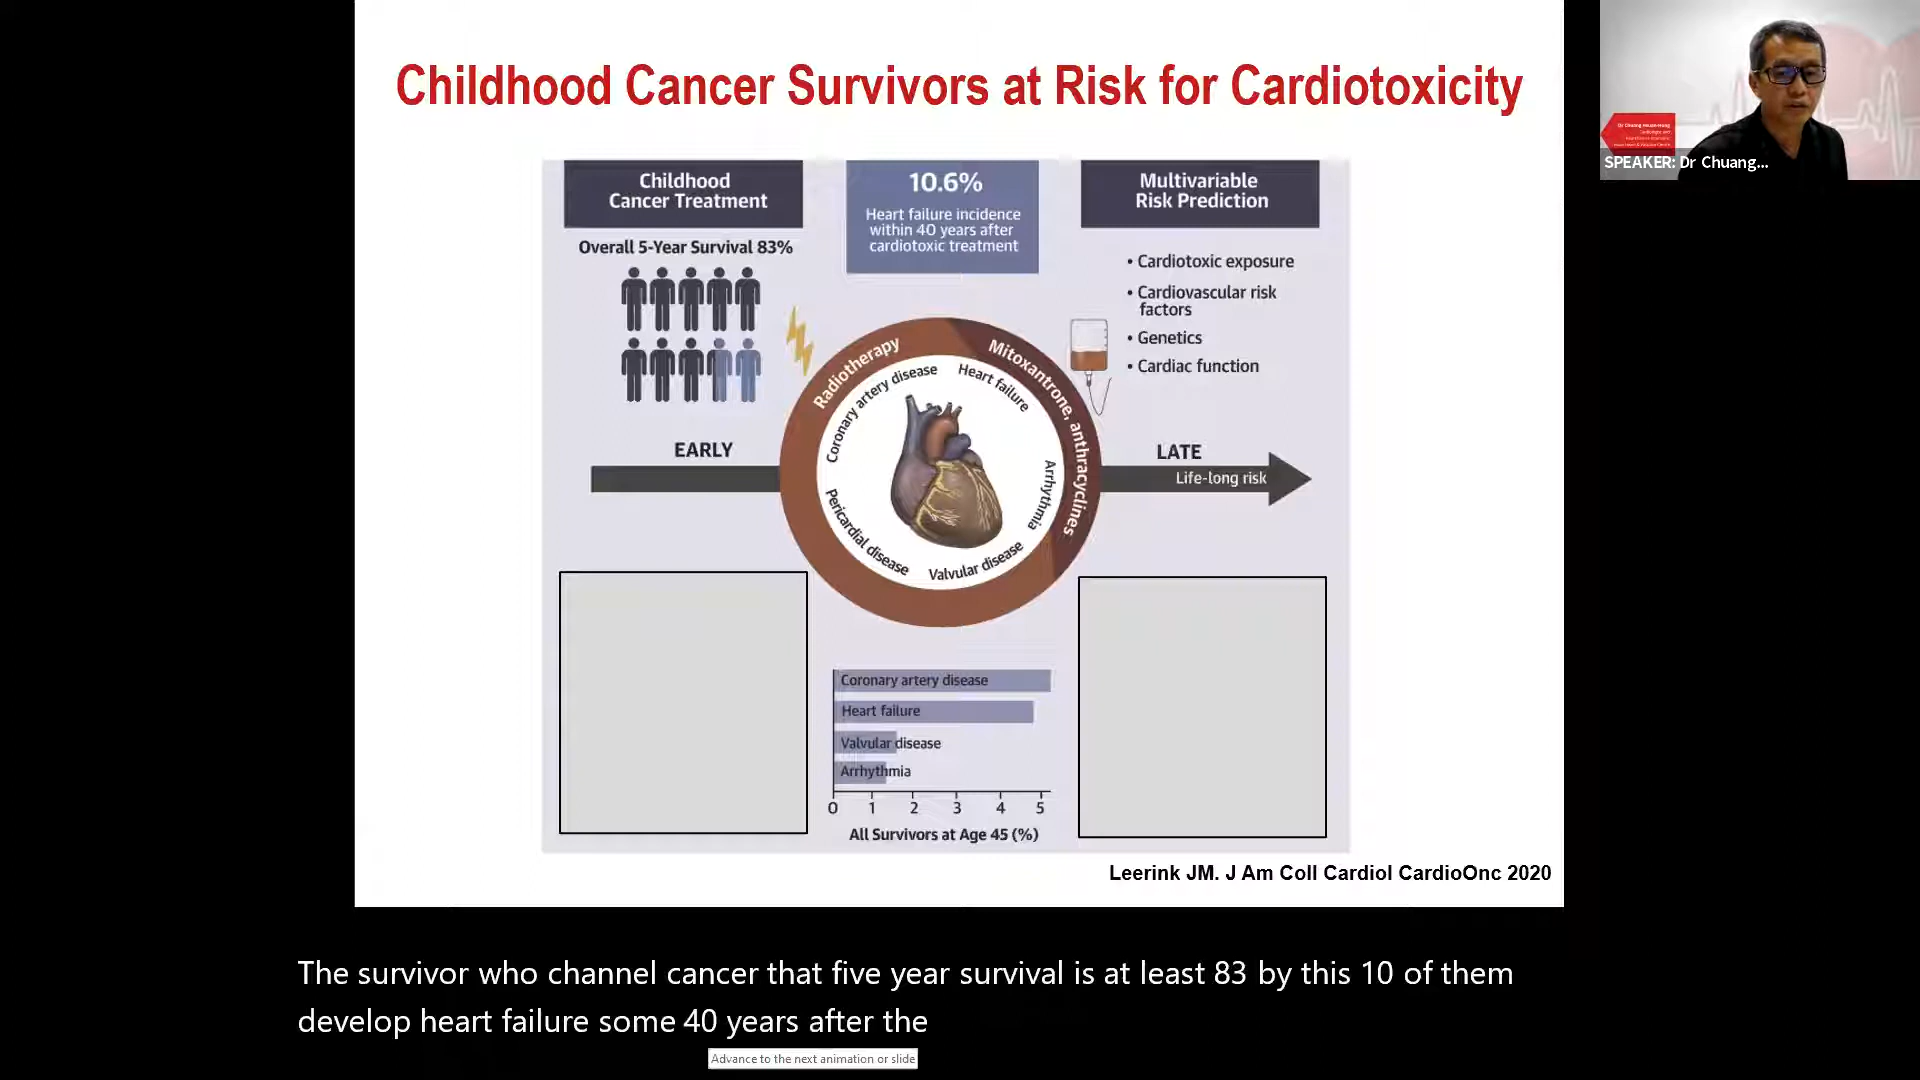 Childhood Cancer Survivors at Risk for Cardiotoxicity
Childhood
Cancer Treatment
Overall 5-Year Survival 83%
10.6%
Heart failure incidence
within 40 years after
cardiotoxic treatment
Multivariable
Risk Prediction
• Cardiotoxic exposure
• Cardiovascular risk
factors
• Genetics
• Cardiac function
EARLY
Radiotherapy
Mitoxantrone, anthracyclines
Coronary artery disease
Heart failure
Arrhythmia
Valvular disease
Pericardial disease
LATE
Life-long risk
Coronary artery disease
Heart failure
Valvular disease
Arrhythmia
0 1 2 3 4 5
All Survivors at Age 45 (%)
Leerink JM. J Am Coll Cardiol CardioOnc 2020
SPEAKER: Dr Chuang...
The survivor who channel cancer that five year survival is at least 83 by this 10 of them
develop heart failure some 40 years after the
Advance to the next animation or slide